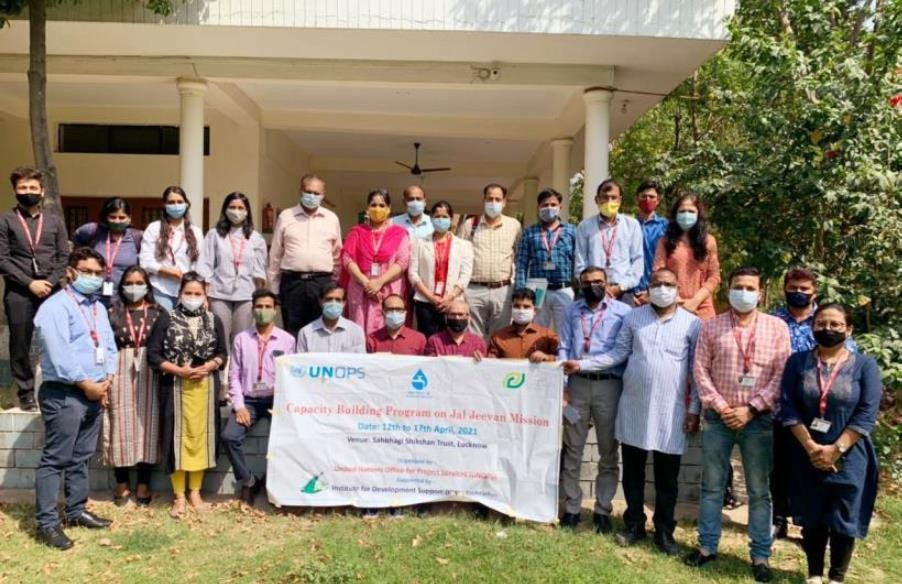 UNOPS
Capacity Building Program on Jal Jeevan Mission
Date: 12th to 17th April, 2021
Venue: Sahbhagi Shikshan Trust, Lucknow
Organised by:
United Nations Office for Project Services (UNOPS)
Supported by
Institute for Development Support